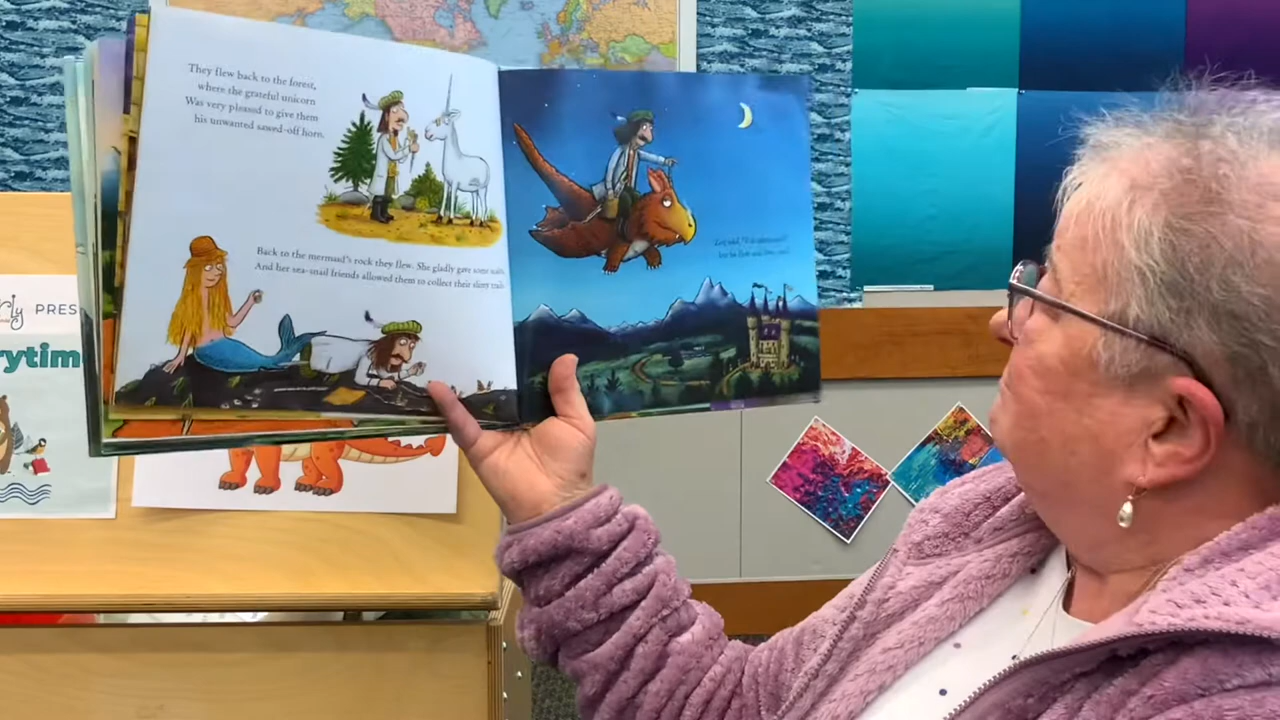 They flew back to the forest,
where the grateful unicorn
Was very pleased to give them
his unwanted sawed-off horn.
Back to the mermaid's rock they flew. She gladly gave some scales,
And her sea-snail friends allowed them to collect their slimy trails.
rly PRES
rytim